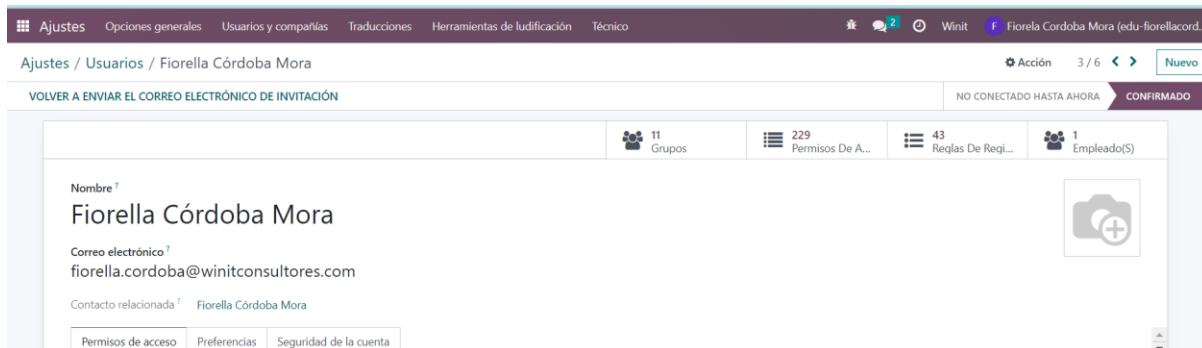 Ajustes Opciones generales Usuarios y compañías Traducciones Herramientas de ludificación Técnico 2 Winit F Fiorela Cordoba Mora (edu-fiorellacord...
Ajustes / Usuarios / Fiorella Córdoba Mora Acción 3 / 6 Nuevo
VOLVER A ENVIAR EL CORREO ELECTRÓNICO DE INVITACIÓN NO CONECTADO HASTA AHORA CONFIRMADO
11 229 43 1
Grupos Permisos De A... Reglas De Regi... Empleado(S)
Nombre ?
Fiorella Córdoba Mora
Correo electrónico ?
fiorella.cordoba@winitconsultores.com
Contacto relacionada ? Fiorella Córdoba Mora
Permisos de acceso Preferencias Seguridad de la cuenta